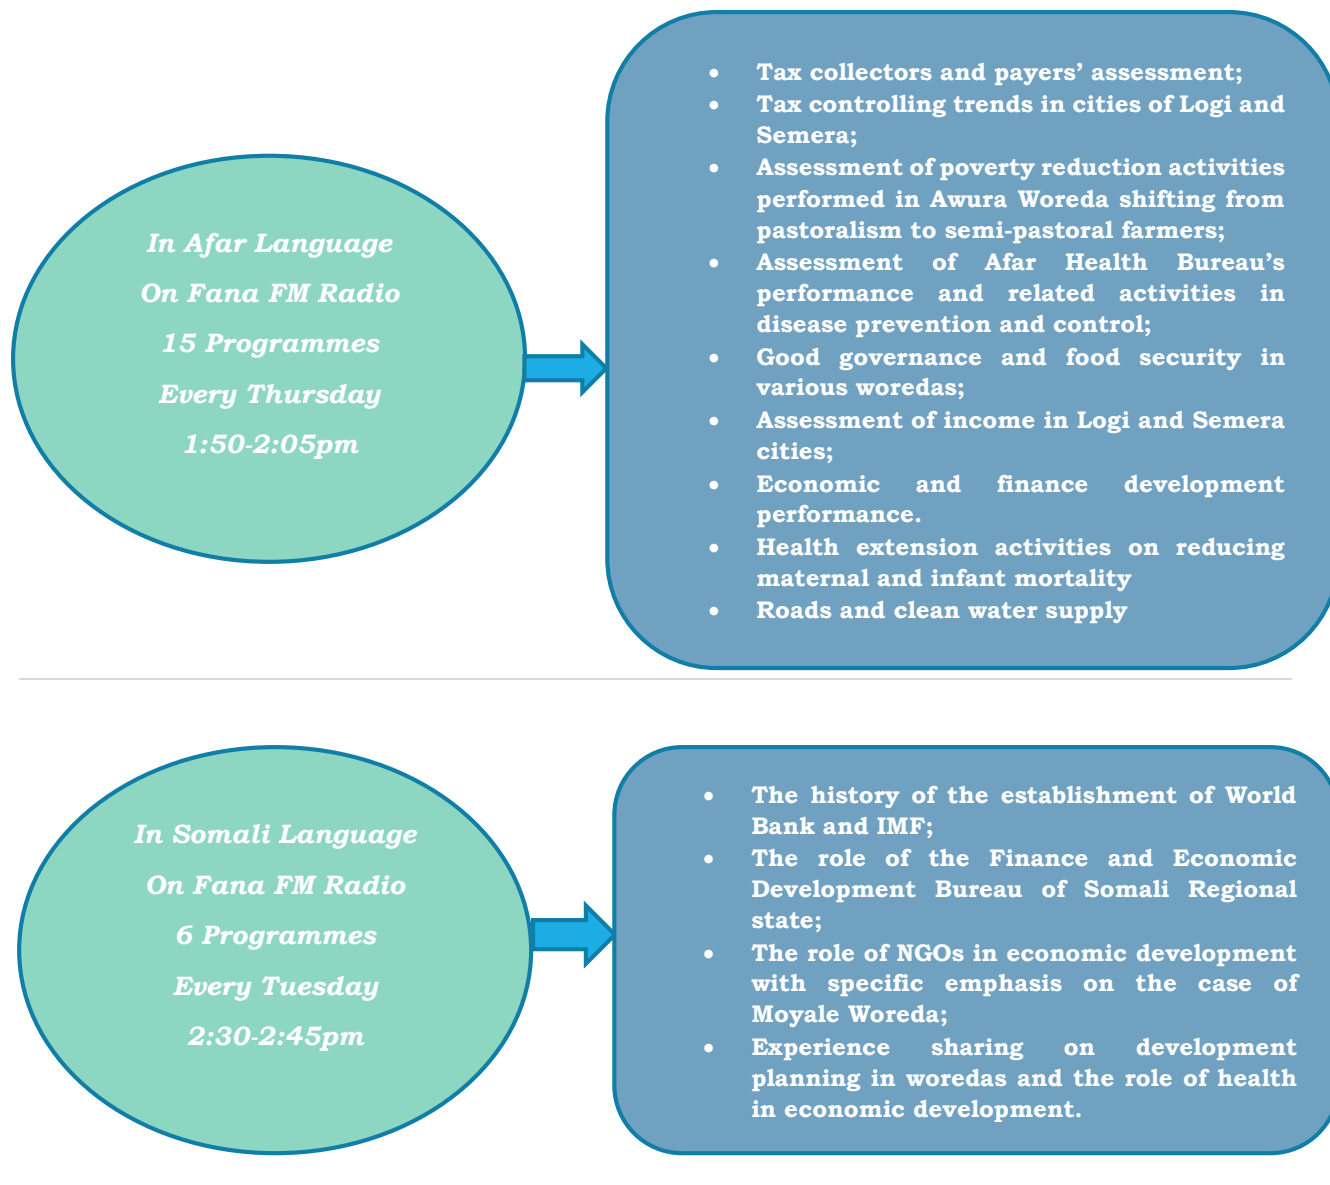 In Afar Language
On Fana FM Radio
15 Programmes
Every Thursday
1:50-2:05pm
• Tax collectors and payers’ assessment;
• Tax controlling trends in cities of Logi and
Semera;
• Assessment of poverty reduction activities
performed in Awura Woreda shifting from
pastoralism to semi-pastoral farmers;
• Assessment of Afar Health Bureau’s
performance and related activities in
disease prevention and control;
• Good governance and food security in
various woredas;
• Assessment of income in Logi and Semera
cities;
• Economic and finance development
performance.
• Health extension activities on reducing
maternal and infant mortality
• Roads and clean water supply
In Somali Language
On Fana FM Radio
6 Programmes
Every Tuesday
2:30-2:45pm
• The history of the establishment of World
Bank and IMF;
• The role of the Finance and Economic
Development Bureau of Somali Regional
state;
• The role of NGOs in economic development
with specific emphasis on the case of
Moyale Woreda;
• Experience sharing on development
planning in woredas and the role of health
in economic development.